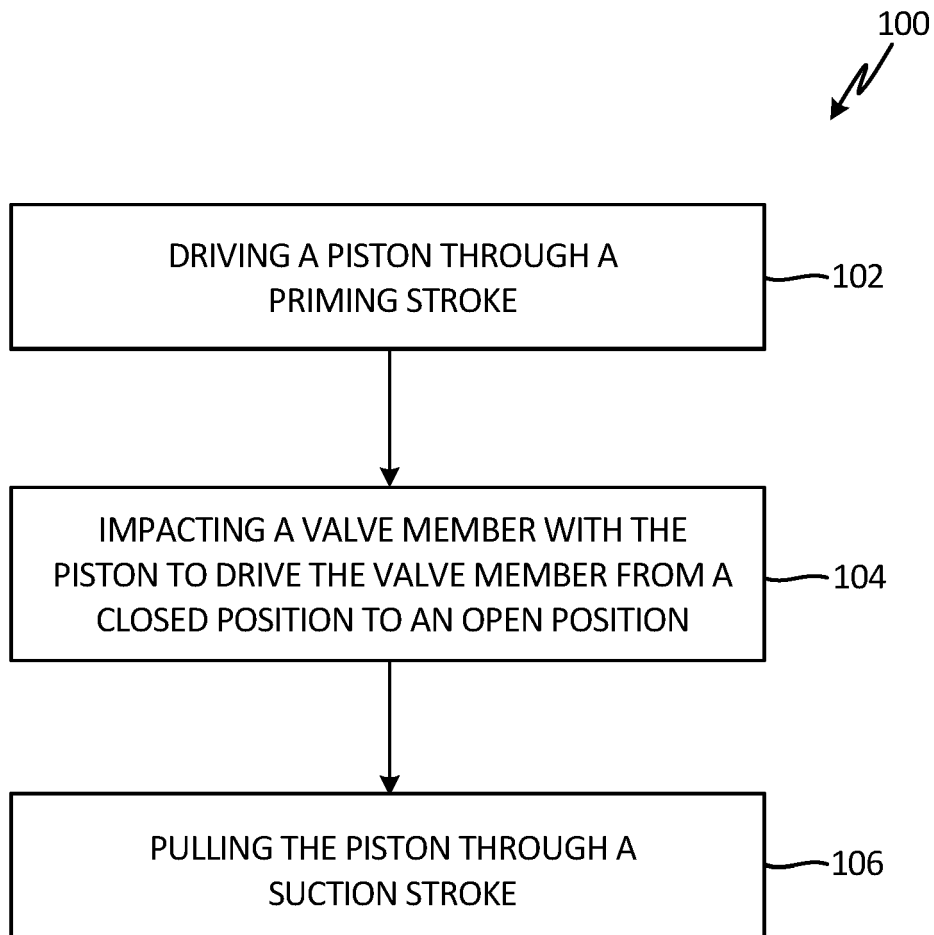 100
DRIVING A PISTON THROUGH A
PRIMING STROKE
102
IMPACTING A VALVE MEMBER WITH THE
PISTON TO DRIVE THE VALVE MEMBER FROM A
CLOSED POSITION TO AN OPEN POSITION
104
PULLING THE PISTON THROUGH A
SUCTION STROKE
106